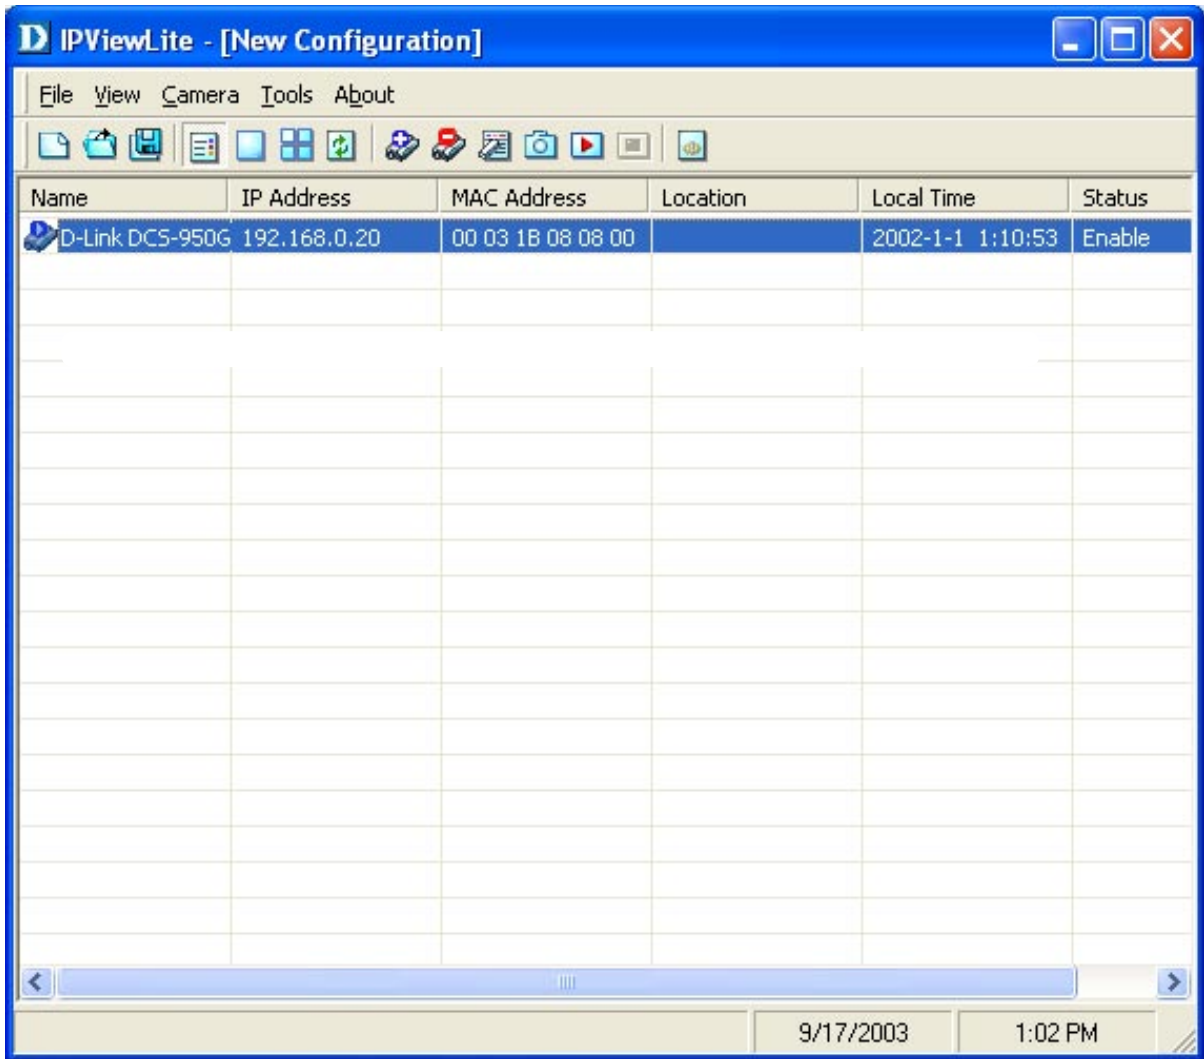 IPViewLite - [New Configuration]
File View Camera Tools About
Name IP Address MAC Address Location Local Time Status
D-Link DCS-950G 192.168.0.20 00 03 1B 08 08 00 2002-1-1 1:10:53 Enable
9/17/2003 1:02 PM